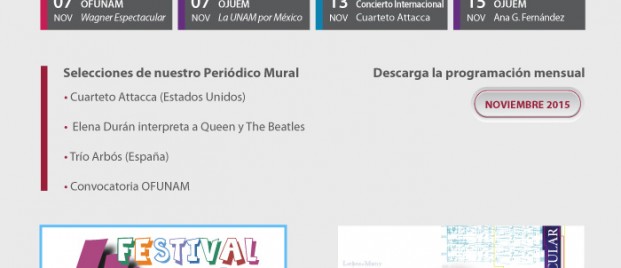 07 OFUNAM
NOV Wagner Espectacular
07 OJUEM
NOV La UNAM por México
13 Concierto Internacional
NOV Cuarteto Attacca
15 OJUEM
NOV Ana G. Fernández
Selecciones de nuestro Periódico Mural
• Cuarteto Attacca (Estados Unidos)
• Elena Durán interpreta a Queen y The Beatles
• Trío Arbós (España)
• Convocatoria OFUNAM
Descarga la programación mensual
NOVIEMBRE 2015
FESTIVAL